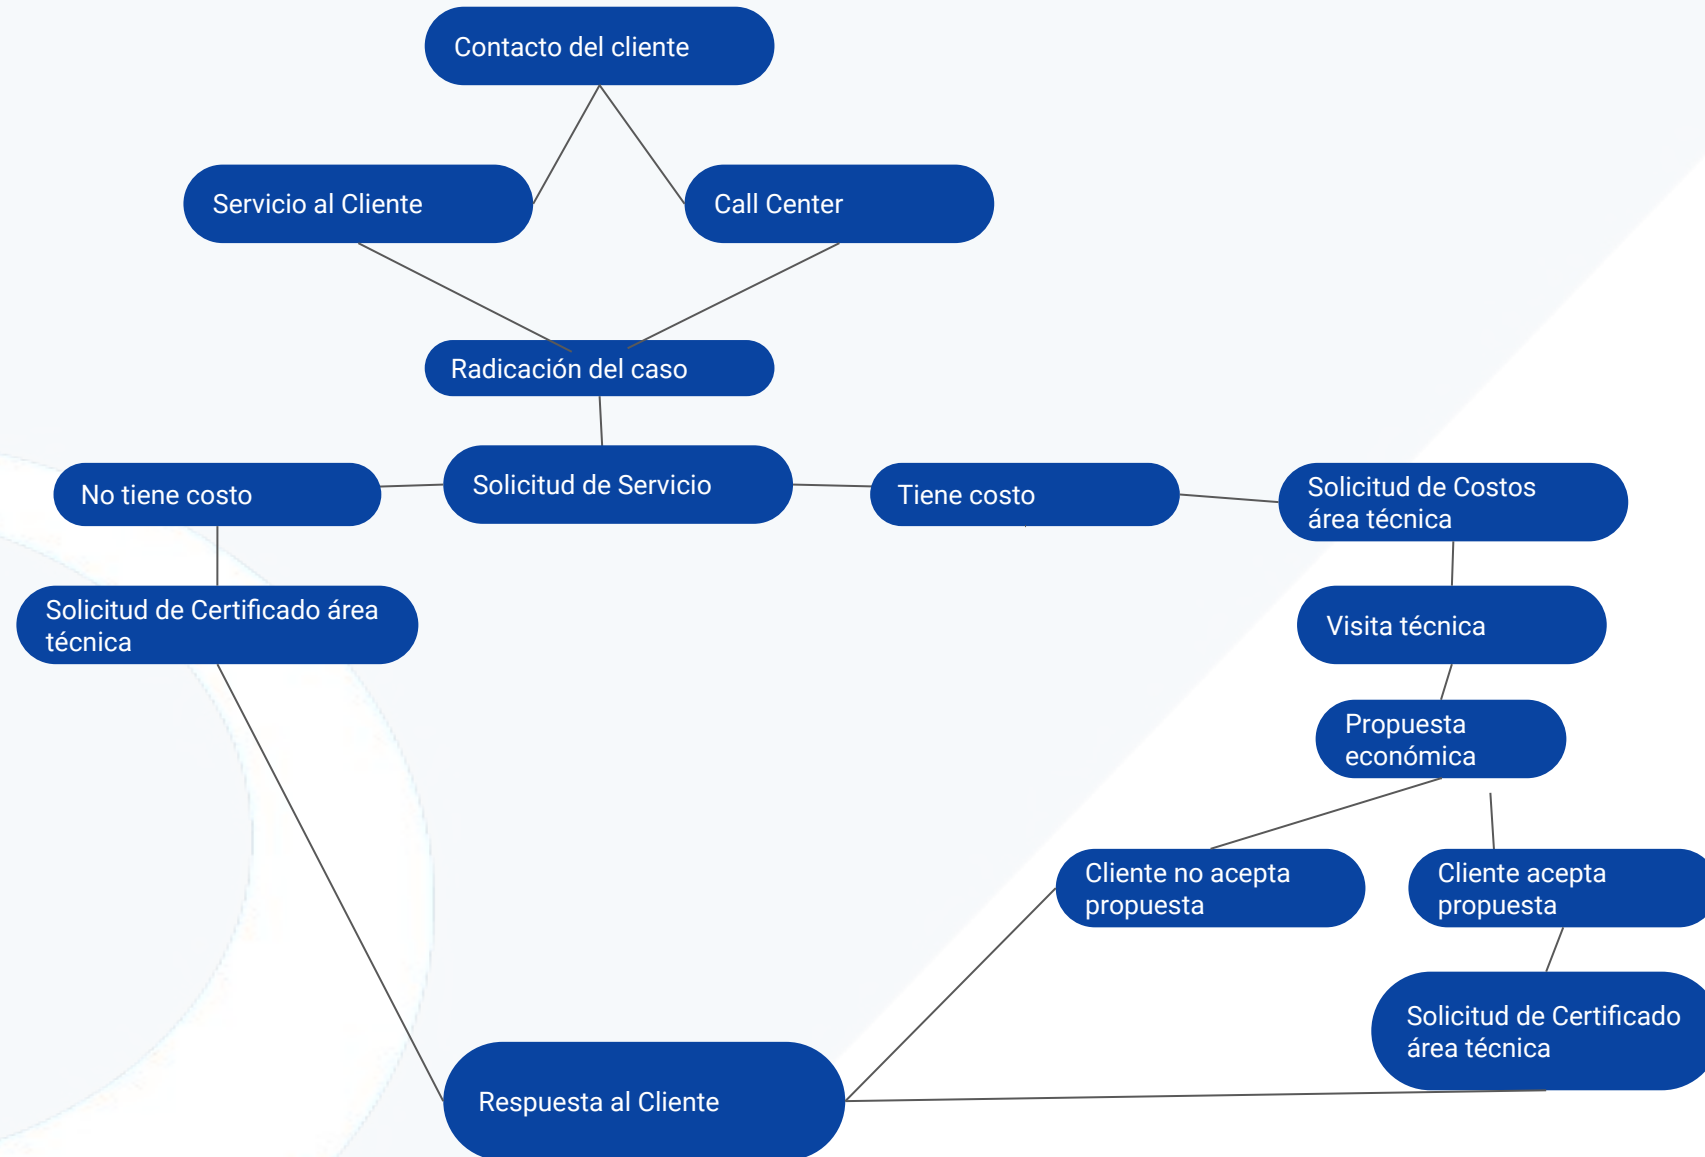 Contacto del cliente
Servicio al Cliente
Call Center
Radicación del caso
No tiene costo
Solicitud de Servicio
Tiene costo
Solicitud de Costos
área técnica
Solicitud de Certificado área
técnica
Visita técnica
Propuesta
económica
Cliente no acepta
propuesta
Cliente acepta
propuesta
Solicitud de Certificado
área técnica
Respuesta al Cliente